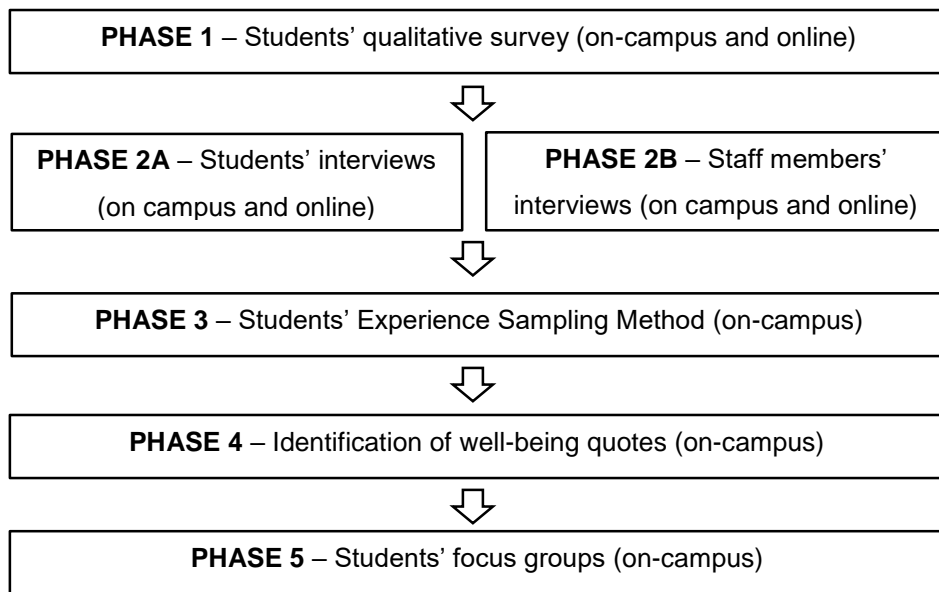 PHASE 1 – Students’ qualitative survey (on-campus and online)
PHASE 2A – Students’ interviews
(on campus and online)
PHASE 2B – Staff members’
interviews (on campus and online)
PHASE 3 – Students’ Experience Sampling Method (on-campus)
PHASE 4 – Identification of well-being quotes (on-campus)
PHASE 5 – Students’ focus groups (on-campus)